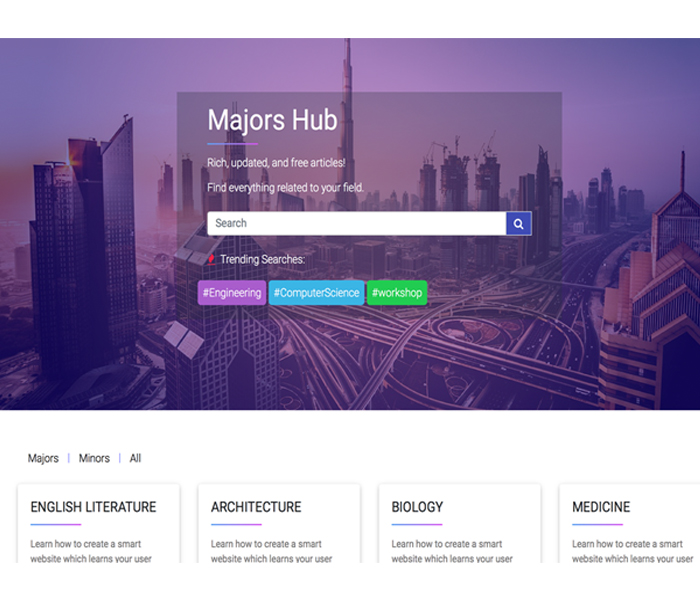 Majors Hub
Rich, updated, and free articles!
Find everything related to your field.
Search
Trending Searches:
#Engineering #ComputerScience #workshop
Majors | Minors | All
ENGLISH LITERATURE
Learn how to create a smart
website which learns your user
ARCHITECTURE
Learn how to create a smart
website which learns your user
BIOLOGY
Learn how to create a smart
website which learns your user
MEDICINE
Learn how to create a smart
website which learns your user